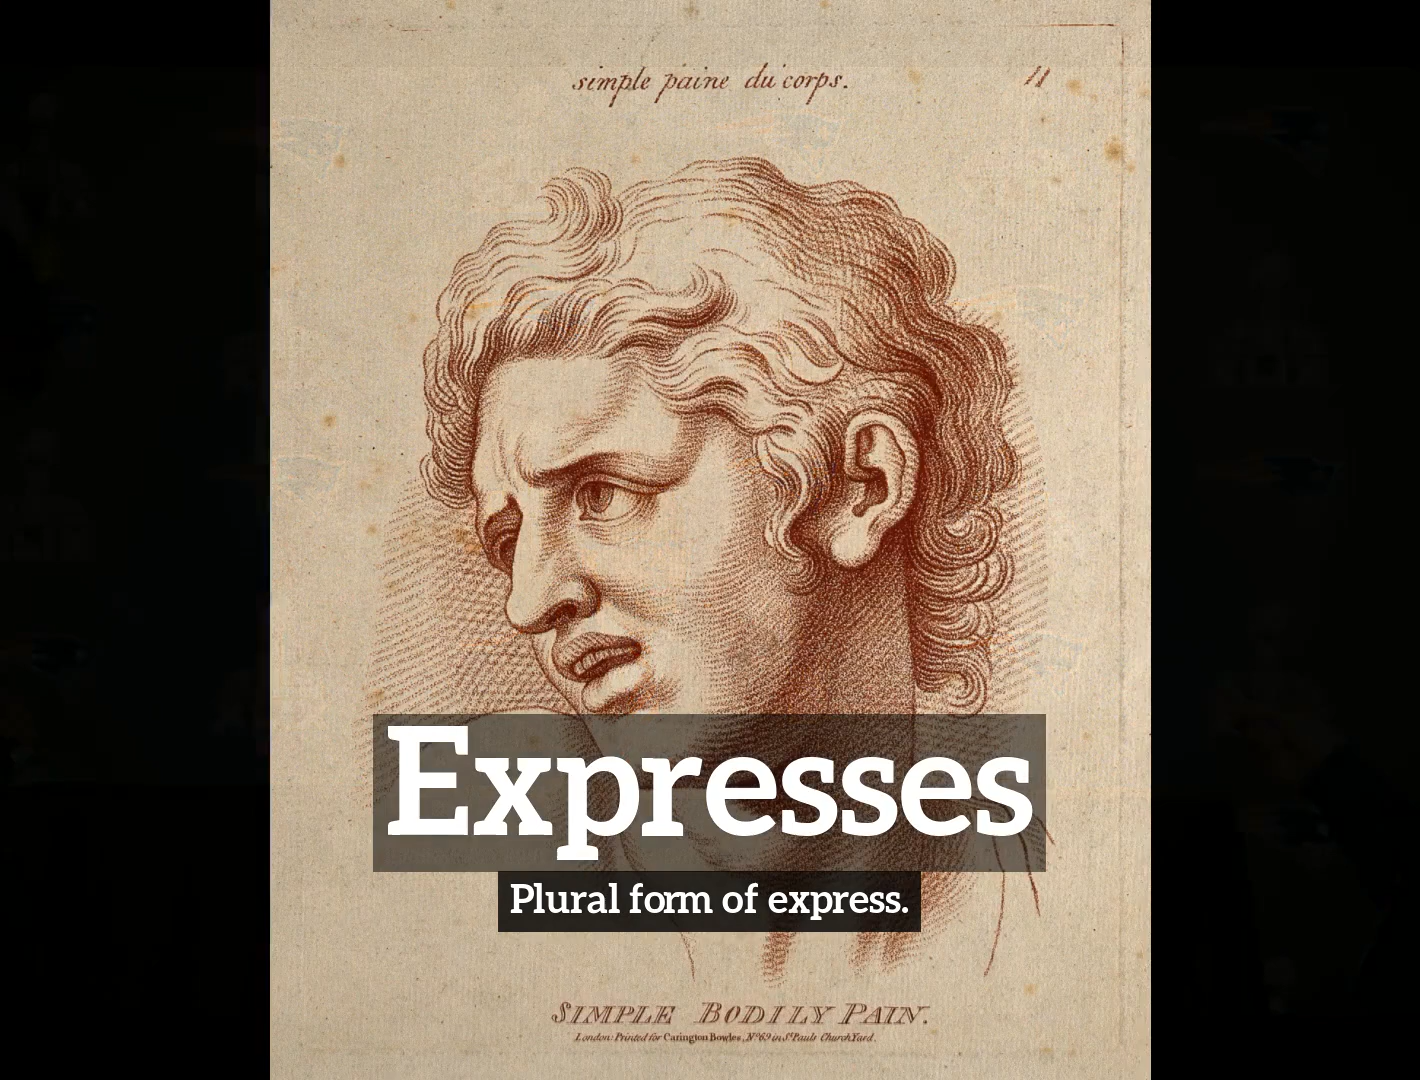 simple paine du corps.
11
Expresses
Plural form of express.
SIMPLE BODILY PAIN.
London: Printed for Carington Bowles, No. 69 in St. Pauls Church Yard.